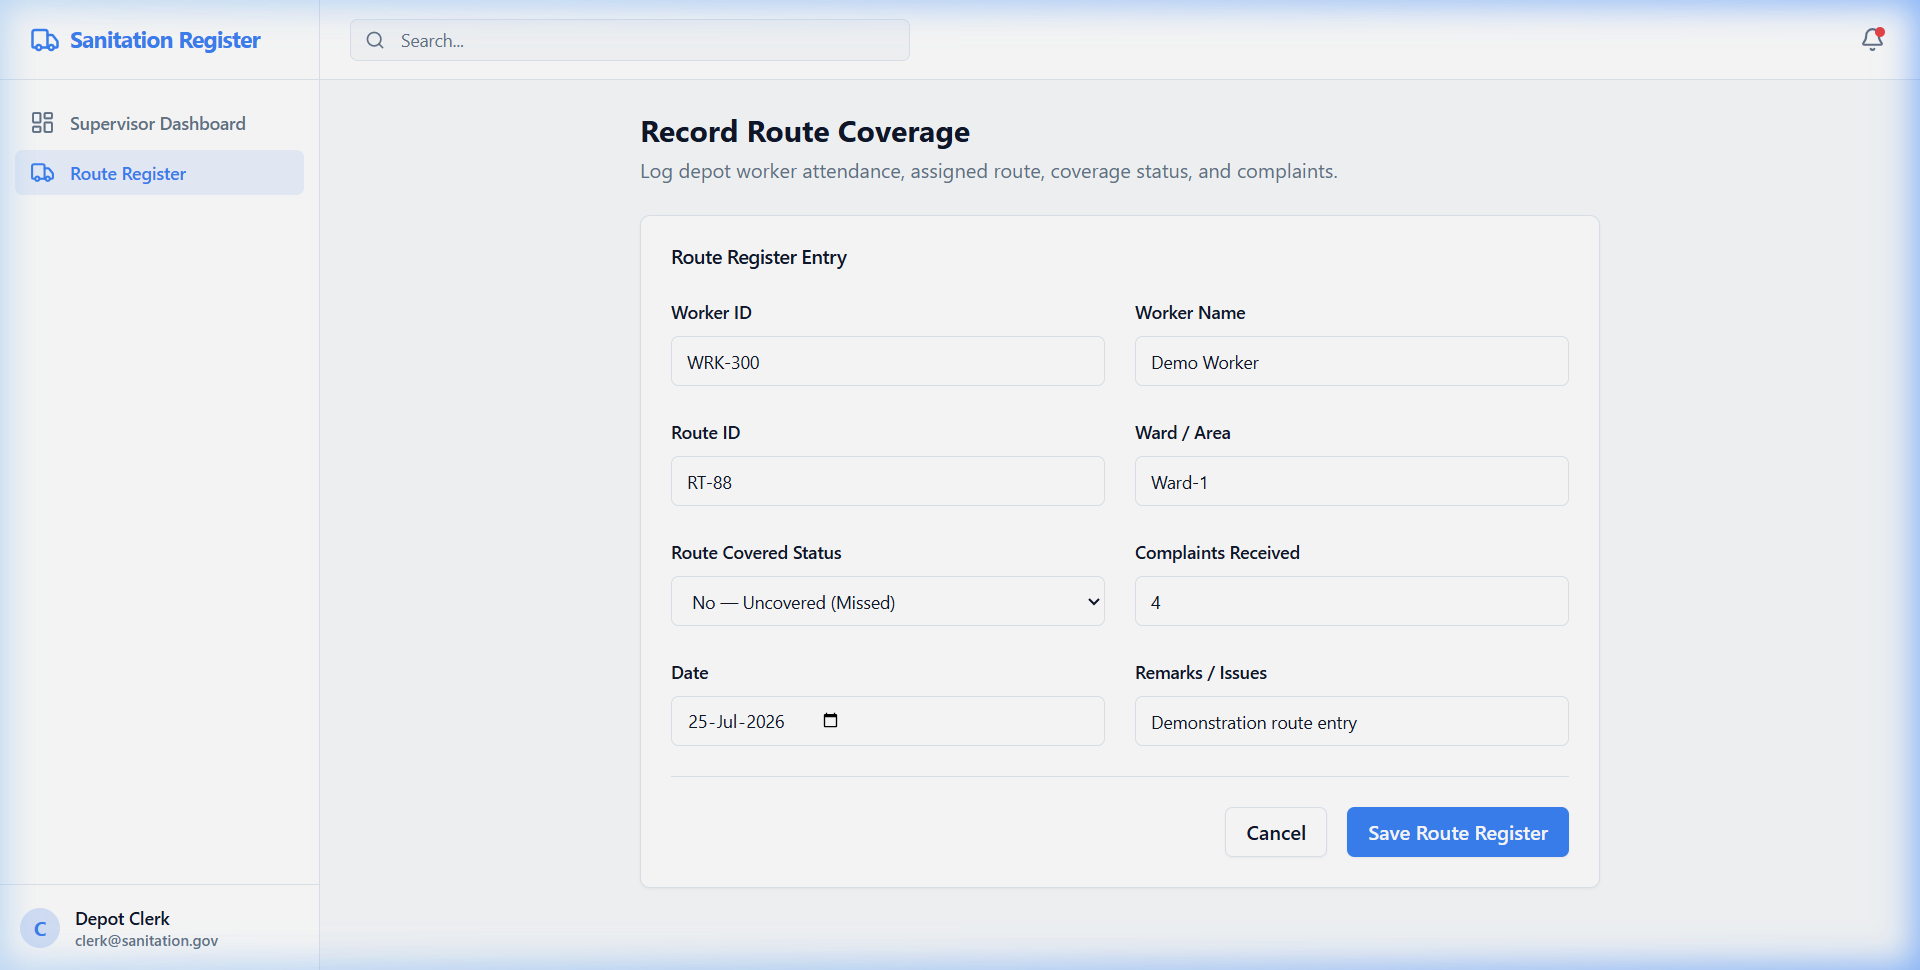 Sanitation Register
Search...
Supervisor Dashboard
Route Register
Record Route Coverage
Log depot worker attendance, assigned route, coverage status, and complaints.
Route Register Entry
Worker ID
Worker Name
WRK-300
Demo Worker
Route ID
Ward / Area
RT-88
Ward-1
Route Covered Status
Complaints Received
No — Uncovered (Missed)
4
Date
Remarks / Issues
25-Jul-2026
Demonstration route entry
Cancel
Save Route Register
C
Depot Clerk
clerk@sanitation.gov